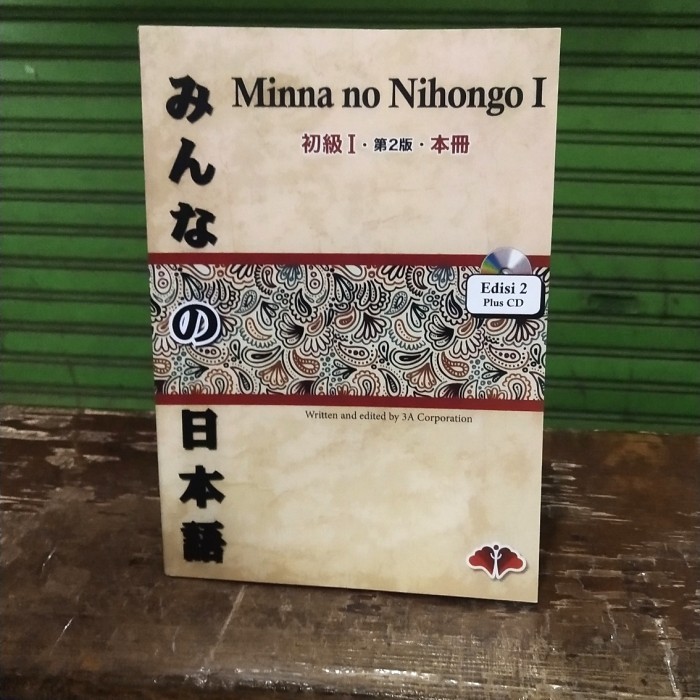 みんなの日本語
Minna no Nihongo I
初級 I・第2版・本冊
Edisi 2
Plus CD
Written and edited by 3A Corporation